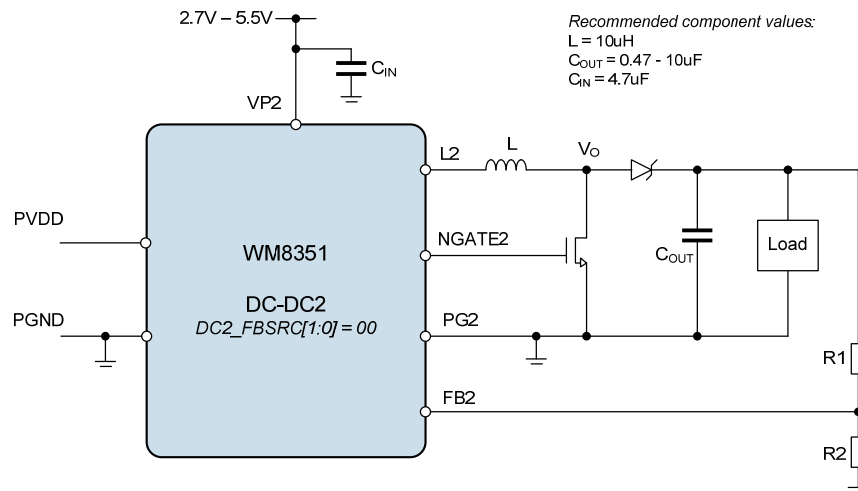 2.7V – 5.5V
Recommended component values:
L = 10uH
COUT = 0.47 - 10uF
CIN = 4.7uF
CIN
VP2
L2
L
VO
PVDD
NGATE2
WM8351
COUT
Load
DC-DC2
DC2_FBSRC[1:0] = 00
PGND
PG2
R1
FB2
R2